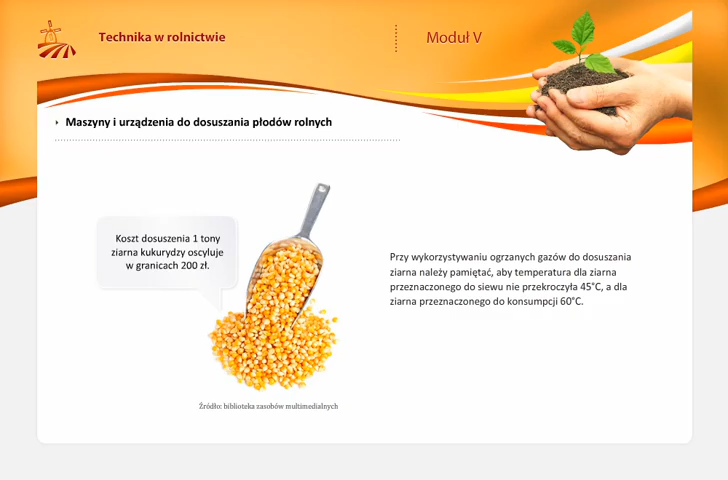 Technika w rolnictwie
Moduł V
Maszyny i urządzenia do dosuszania płodów rolnych
Koszt dosuszenia 1 tony
ziarna kukurydzy oscyluje
w granicach 200 zł.
Przy wykorzystywaniu ogrzanych gazów do dosuszania
ziarna należy pamiętać, aby temperatura dla ziarna
przeznaczonego do siewu nie przekroczyła 45°C, a dla
ziarna przeznaczonego do konsumpcji 60°C.
Źródło: biblioteka zasobów multimedialnych